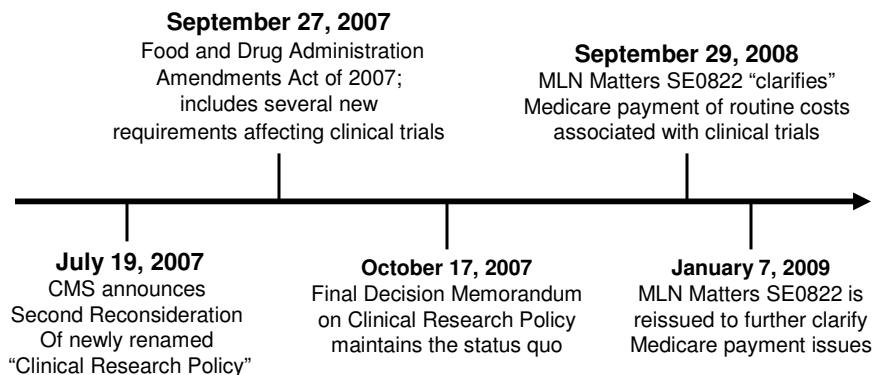 September 27, 2007
Food and Drug Administration
Amendments Act of 2007;
includes several new
requirements affecting clinical trials
September 29, 2008
MLN Matters SE0822 “clarifies”
Medicare payment of routine costs
associated with clinical trials
July 19, 2007
CMS announces
Second Reconsideration
Of newly renamed
“Clinical Research Policy”
October 17, 2007
Final Decision Memorandum
on Clinical Research Policy
maintains the status quo
January 7, 2009
MLN Matters SE0822 is
reissued to further clarify
Medicare payment issues